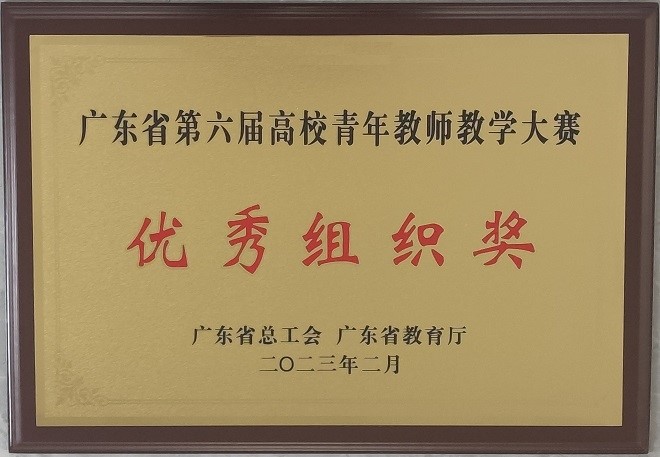 广东省第六届高校青年教师教学大赛
优秀组织奖
广东省总工会 广东省教育厅
二〇二三年二月